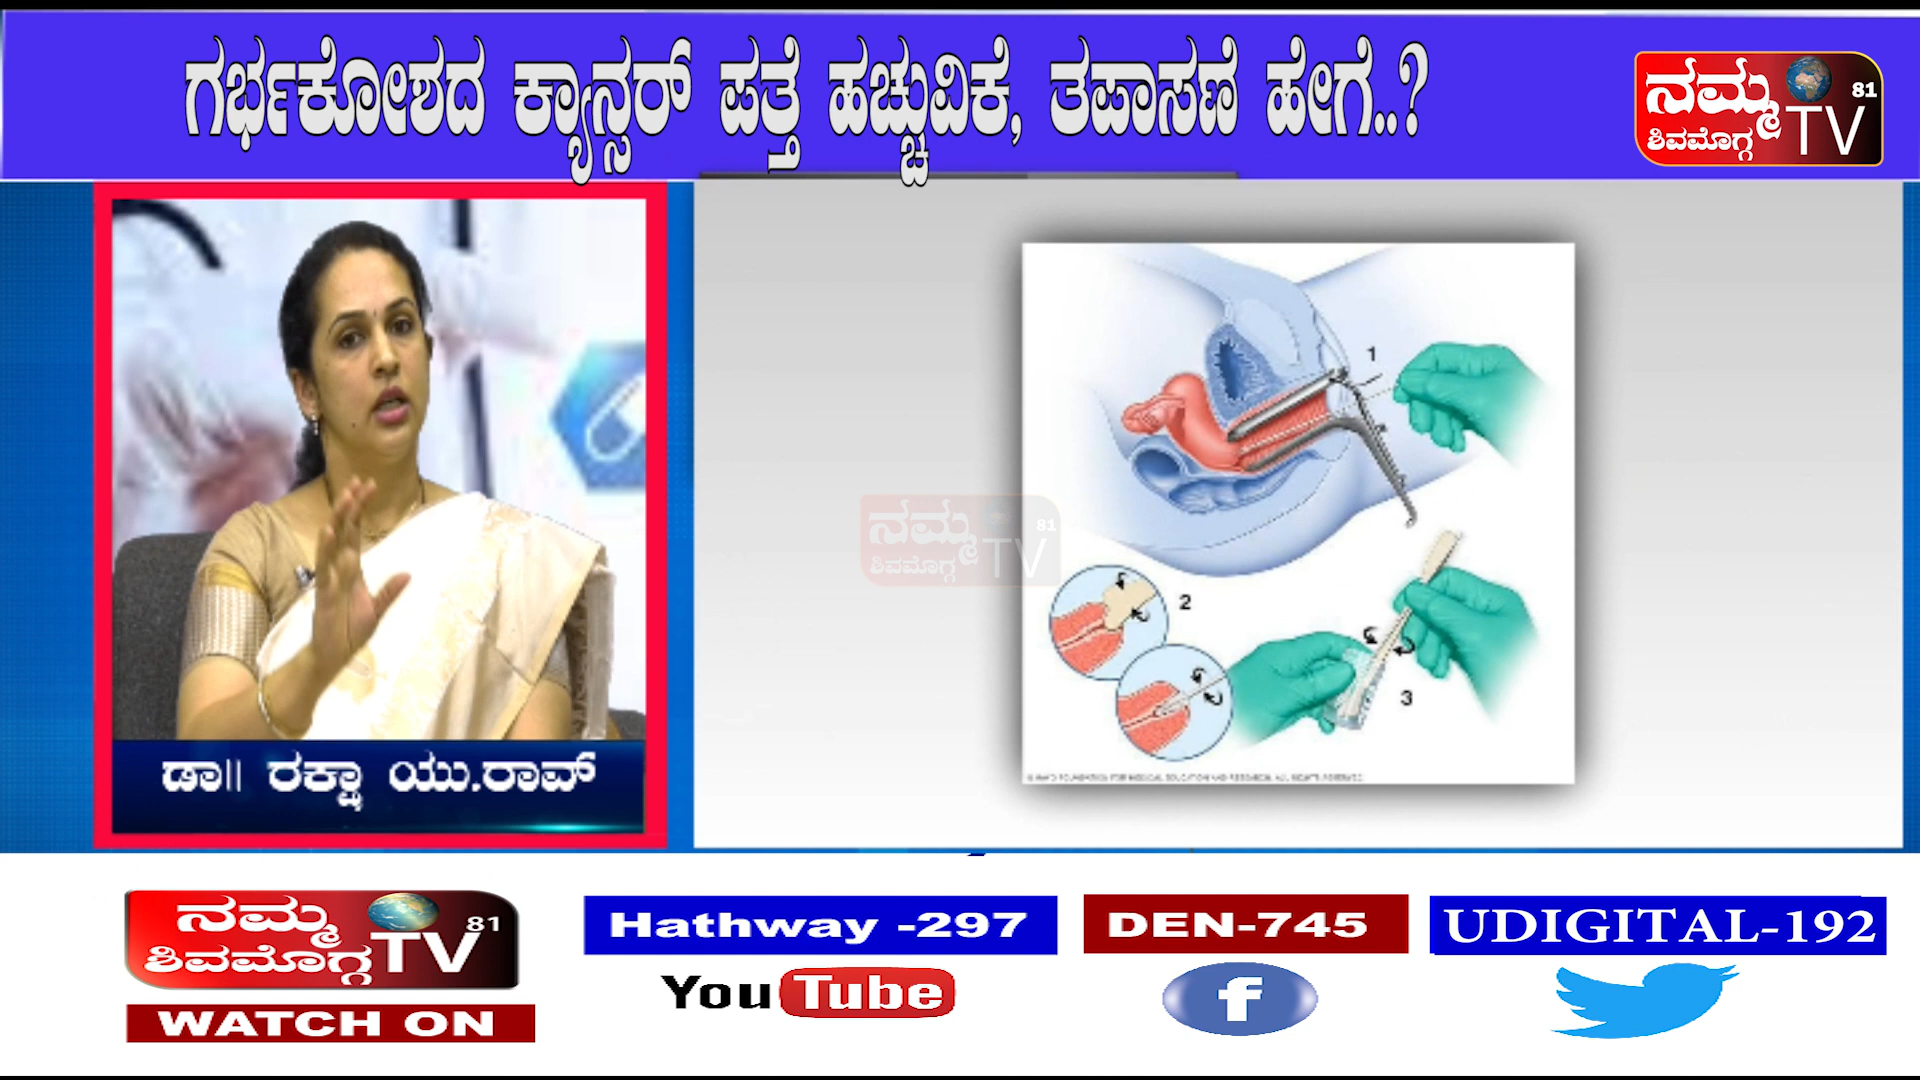 ಗರ್ಭಕೋಶದ ಕ್ಯಾನ್ಸರ್ ಪತ್ತೆ ಹಚ್ಚುವಿಕೆ, ತಪಾಸಣೆ ಹೇಗೆ..?
ನಮ್ಮ 81
ಶಿವಮೊಗ್ಗ TV
1
ನಮ್ಮ 81
ಶಿವಮೊಗ್ಗ TV
2
3
ಡಾ|| ರಕ್ಷಾ ಯು.ರಾವ್
ನಮ್ಮ 81
ಶಿವಮೊಗ್ಗ TV
Hathway -297
DEN-745
UDIGITAL-192
YouTube
f
WATCH ON